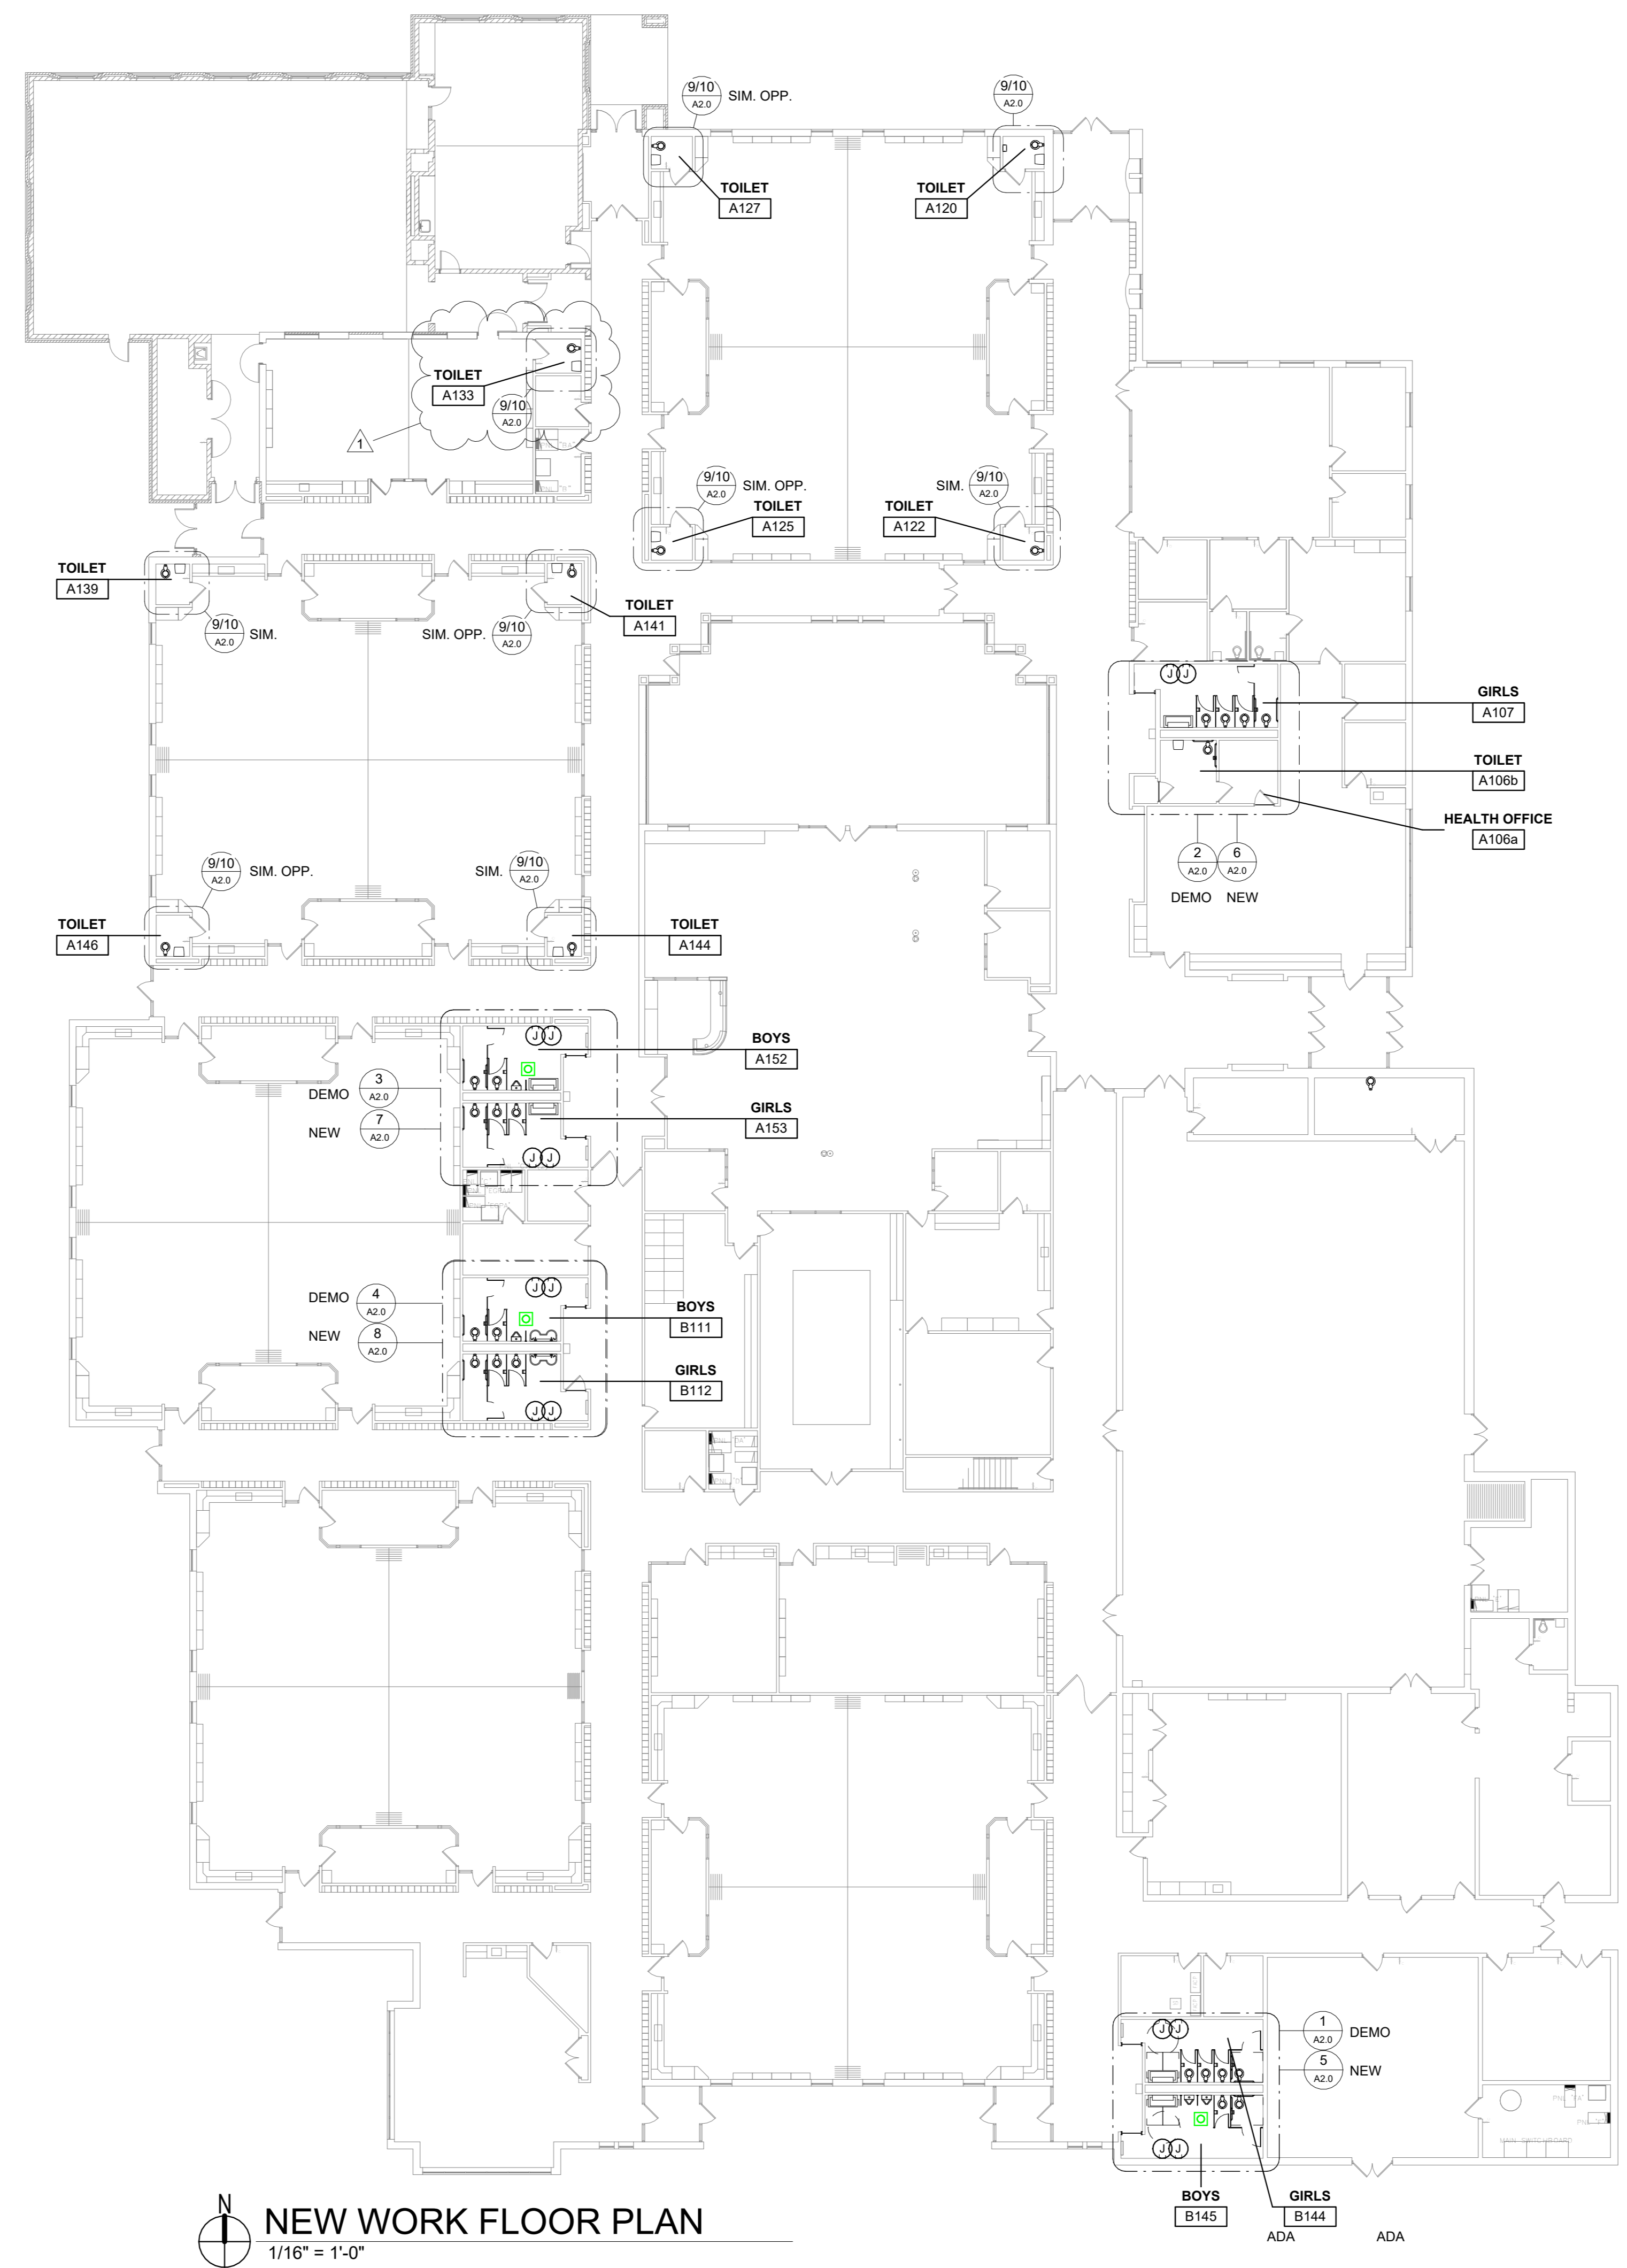 9/10
A2.0
SIM. OPP.
9/10
A2.0
TOILET
A127
TOILET
A120
TOILET
A133
9/10
A2.0
1
9/10
A2.0
SIM. OPP.
SIM.
9/10
A2.0
TOILET
A125
TOILET
A122
TOILET
A139
9/10
A2.0
SIM.
SIM. OPP.
9/10
A2.0
TOILET
A141
J J
GIRLS
A107
TOILET
A106b
HEALTH OFFICE
A106a
2
A2.0
6
A2.0
DEMO
NEW
9/10
A2.0
SIM. OPP.
SIM.
9/10
A2.0
TOILET
A146
TOILET
A144
J J
BOYS
A152
DEMO
3
A2.0
GIRLS
A153
NEW
7
A2.0
J J
DEMO
4
A2.0
J J
BOYS
B111
NEW
8
A2.0
GIRLS
B112
J J
J J
1
A2.0
DEMO
5
A2.0
NEW
MAIN SWITCHBOARD
J J
BOYS
B145
GIRLS
B144
ADA
ADA
N
NEW WORK FLOOR PLAN
1/16" = 1'-0"